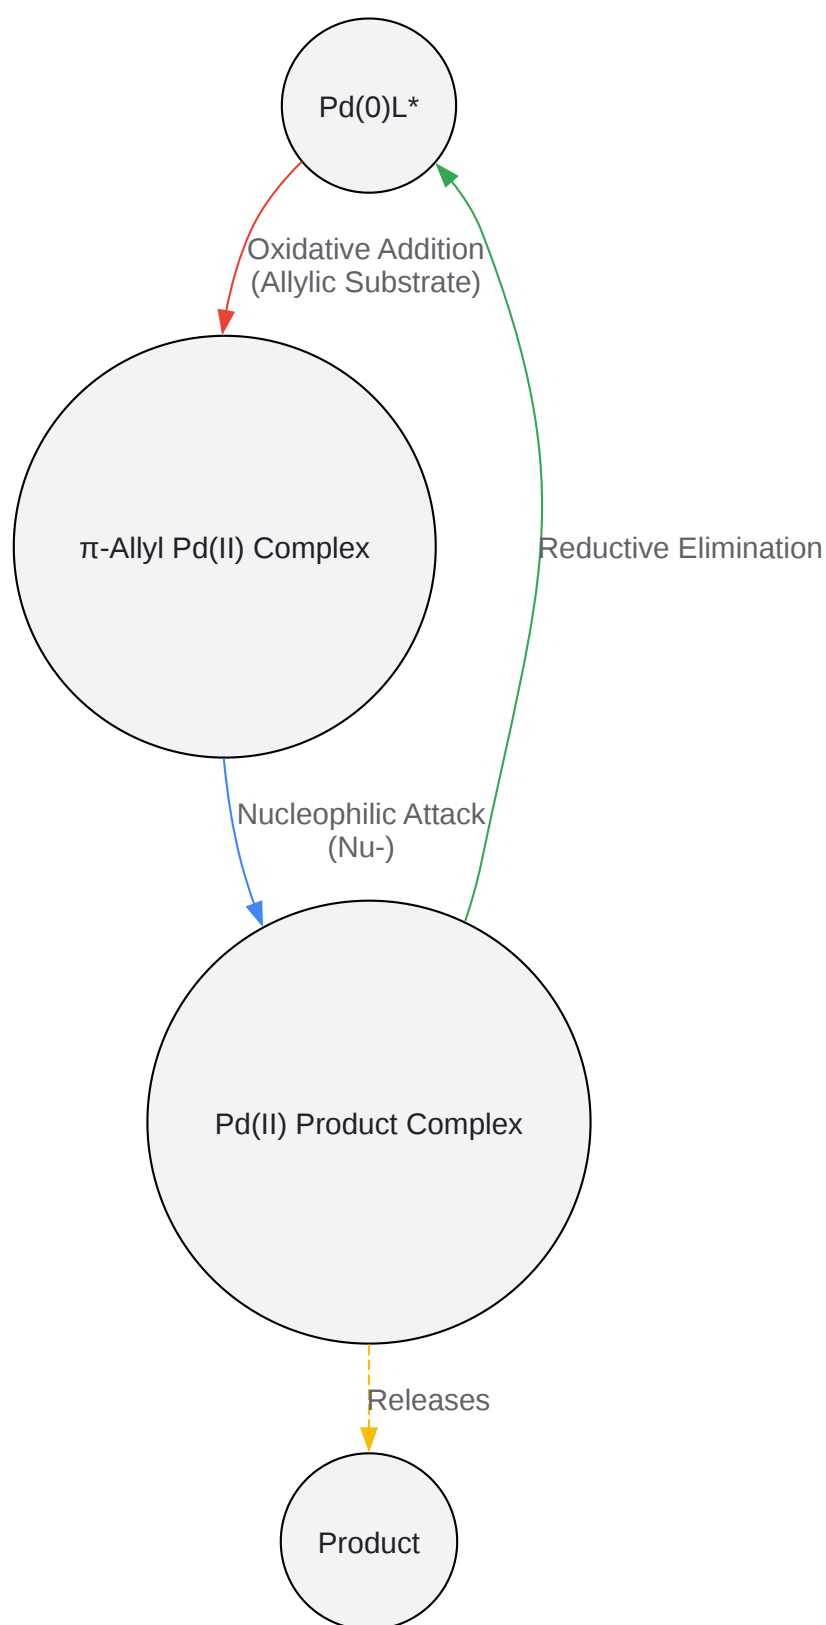 Pd(0)L*
Oxidative Addition
(Allylic Substrate)
π-Allyl Pd(II) Complex
Reductive Elimination
Nucleophilic Attack
(Nu-)
Pd(II) Product Complex
Releases
Product